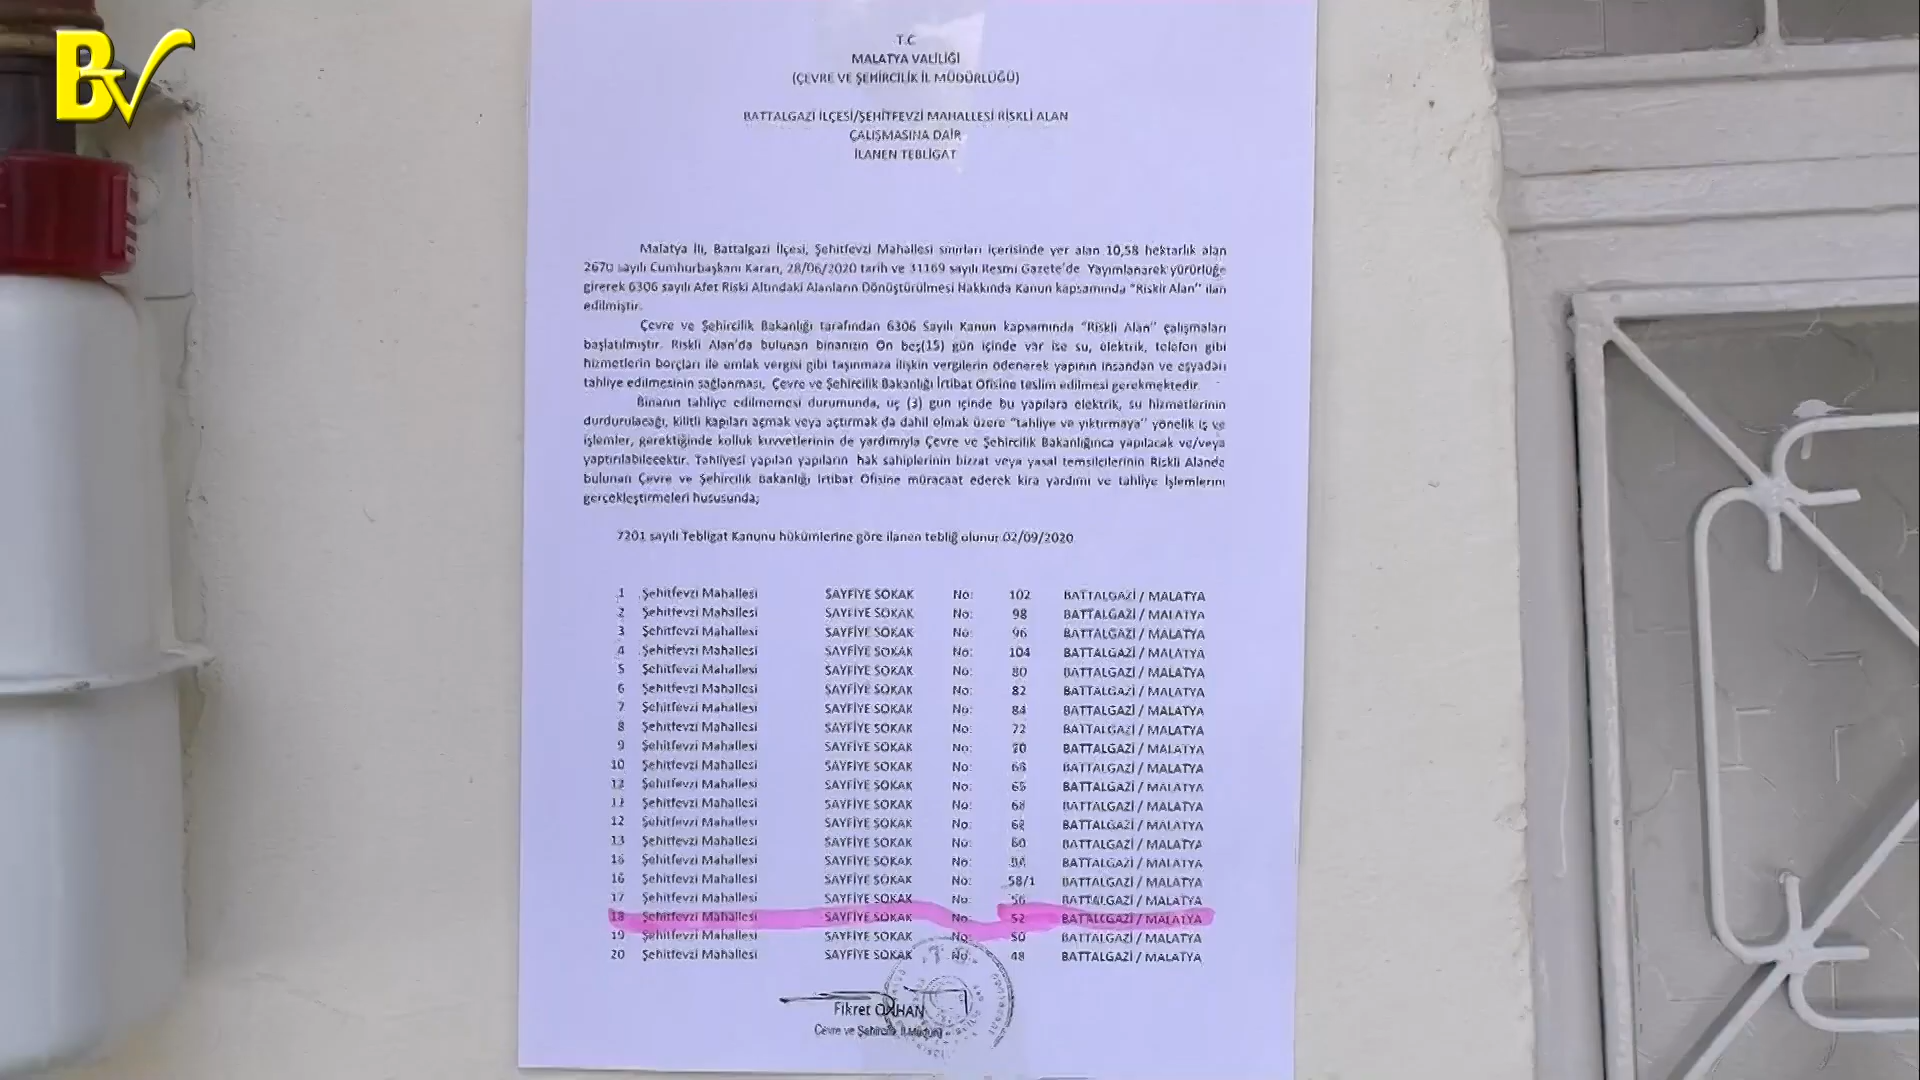 BV
T.C
MALATYA VALİLİĞİ
(ÇEVRE VE ŞEHİRCİLİK İL MÜDÜRLÜĞÜ)
BATTALGAZİ İLÇESİ/ŞEHİTFEVZİ MAHALLESİ RİSKLİ ALAN
ÇALIŞMASINA DAİR
İLANEN TEBLİGAT
Malatya İli, Battalgazi İlçesi, Şehitfevzi Mahallesi sınırları içerisinde yer alan 10,58 hektarlık alan
2670 sayılı Cumhurbaşkanı Kararı, 28/06/2020 tarih ve 31169 sayılı Resmi Gazete'de Yayımlanarek yürürlüğe
girerek 6306 sayılı Afet Riski Altındaki Alanların Dönüştürülmesi Hakkında Kanun kapsamında "Riskli Alan" ilan
edilmiştir.
Çevre ve Şehircilik Bakanlığı tarafından 6306 Sayılı Kanun kapsamında "Riskli Alan" çalışmaları
başlatılmıştır. Riskli Alan'da bulunan binanızın On beş(15) gün içinde var ise su, elektrik, telefon gibi
hizmetlerin borçları ile emlak vergisi gibi taşınmaza ilişkin vergilerin ödenerek yapının insandan ve eşyadan
tahliye edilmesinin sağlanması, Çevre ve Şehircilik Bakanlığı İrtibat Ofisine teslim edilmesi gerekmektedir.
Binanın tahliye edilmemesi durumunda, üç (3) gün içinde bu yapılara elektrik, su hizmetlerinin
durdurulacağı, kilitli kapıları açmak veya açtırmak da dahil olmak üzere "tahliye ve yıktırmaya" yönelik iş ve
işlemler, gerektiğinde kolluk kuvvetlerinin de yardımıyla Çevre ve Şehircilik Bakanlığınca yapılacak ve/veya
yaptırılabilecektir. Tahliyesi yapılan yapıların hak sahiplerinin bizzat veya yasal temsilcilerinin Riskli Alanda
bulunan Çevre ve Şehircilik Bakanlığı İrtibat Ofisine müracaat ederek kira yardımı ve tahliye işlemlerini
gerçekleştirmeleri hususunda;
7201 sayılı Tebligat Kanunu hükümlerine göre ilanen tebliğ olunur 02/09/2020
1 Şehitfevzi Mahallesi SAYFİYE SOKAK No: 102 BATTALGAZİ / MALATYA
2 Şehitfevzi Mahallesi SAYFİYE SOKAK No: 98 BATTALGAZİ / MALATYA
3 Şehitfevzi Mahallesi SAYFİYE SOKAK No: 96 BATTALGAZİ / MALATYA
4 Şehitfevzi Mahallesi SAYFİYE SOKAK No: 104 BATTALGAZİ / MALATYA
5 Şehitfevzi Mahallesi SAYFİYE SOKAK No: 80 BATTALGAZİ / MALATYA
6 Şehitfevzi Mahallesi SAYFİYE SOKAK No: 82 BATTALGAZİ / MALATYA
7 Şehitfevzi Mahallesi SAYFİYE SOKAK No: 84 BATTALGAZİ / MALATYA
8 Şehitfevzi Mahallesi SAYFİYE SOKAK No: 72 BATTALGAZİ / MALATYA
9 Şehitfevzi Mahallesi SAYFİYE SOKAK No: BATTALGAZİ / MALATYA
10 Şehitfevzi Mahallesi SAYFİYE SOKAK No: BATTALGAZİ / MALATYA
Şehitfevzi Mahallesi SAYFİYE SOKAK No: BATTALGAZİ / MALATYA
Şehitfevzi Mahallesi SAYFİYE SOKAK No: BATTALGAZİ / MALATYA
12 Şehitfevzi Mahallesi SAYFİYE SOKAK No: BATTALGAZİ / MALATYA
13 Şehitfevzi Mahallesi SAYFİYE SOKAK No: BATTALGAZİ / MALATYA
Şehitfevzi Mahallesi SAYFİYE SOKAK No: BATTALGAZİ / MALATYA
16 Şehitfevzi Mahallesi SAYFİYE SOKAK No: 58/1 BATTALGAZİ / MALATYA
17 Şehitfevzi Mahallesi SAYFİYE SOKAK No: 56 BATTALGAZİ / MALATYA
18 Şehitfevzi Mahallesi SAYFİYE SOKAK No: 52 BATTALGAZİ / MALATYA
19 Şehitfevzi Mahallesi SAYFİYE SOKAK No: 50 BATTALGAZİ / MALATYA
20 Şehitfevzi Mahallesi SAYFİYE SOKAK No: 48 BATTALGAZİ / MALATYA
Fikret ORHAN
Çevre ve Şehircilik İl Müdürü